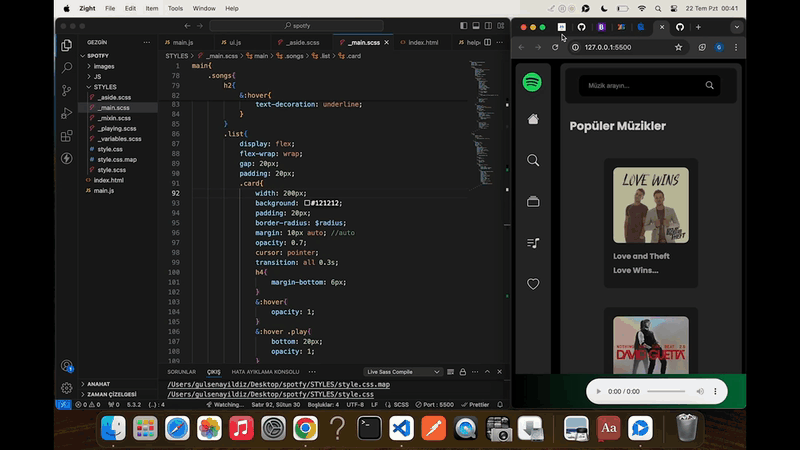 Zight File Edit Item Tools Window Help
22 Tem Pzt 00:41
spotfy
GEZGİN
SPOTFY
images
JS
STYLES
_aside.scss
_main.scss
_mixin.scss
_playing.scss
_variables.scss
style.css
style.css.map
style.scss
index.html
main.js
ANAHAT
ZAMAN ÇİZELGESİ
main.js ui.js _aside.scss _main.scss index.html help
STYLES > _main.scss > main > .songs > .list > .card
1 main{
78 .songs{
84 h2{
82 &:hover{
83 text-decoration: underline;
84 }
85 }
86 .list{
87 display: flex;
88 flex-wrap: wrap;
89 gap: 20px;
90 padding: 20px;
91 .card{
92 width: 200px;
93 background: #121212;
94 padding: 20px;
95 border-radius: $radius;
96 margin: 10px auto; //auto
97 opacity: 0.7;
98 cursor: pointer;
99 transition: all 0.3s;
100 h4{
101 margin-bottom: 6px;
102 }
103 &:hover{
104 opacity: 1;
105 }
106 &:hover .play{
107 bottom: 20px;
108 opacity: 1;
109 }
SORUNLAR ÇIKIŞ HATA AYIKLAMA KONSOLU Live Sass Compile
/Users/gulsenayildiz/Desktop/spotfy/STYLES/style.css.map
/Users/gulsenayildiz/Desktop/spotfy/STYLES/style.css
0 0 0 5.3.2 Watching... Satır 92, Sütun 30 Boşluklar: 4 UTF-8 LF {} SCSS Port : 5500 Prettier
127.0.0.1:5500
Müzik arayın...
Popüler Müzikler
LOVE WINS
Love and Theft
Love Wins...
DAVID GUETTA
0:00 / 0:00